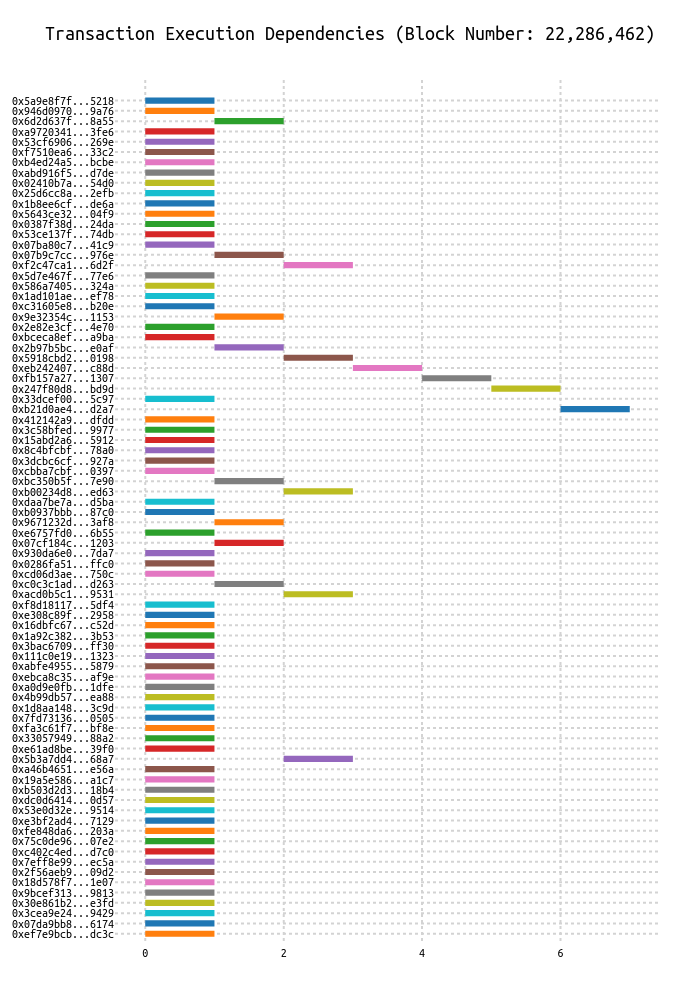 Transaction Execution Dependencies (Block Number: 22,286,462)
0x5a9e8f7f...5218
0x946d0970...9a76
0x6d2d637f...8a55
0xa9720341...3fe6
0x53cf6906...269e
0xf7510ea6...33c2
0xb4ed24a5...bcbe
0xabd916f5...d7de
0x02410b7a...54d0
0x25d6cc8a...2efb
0x1b8ee6cf...de6a
0x5643ce32...04f9
0x0387f38d...24da
0x53ce137f...74db
0x07ba80c7...41c9
0x07b9c7cc...976e
0xf2c47ca1...6d2f
0x5d7e467f...77e6
0x586a7405...324a
0x1ad101ae...ef78
0xc31605e8...b20e
0x9e32354c...1153
0x2e82e3cf...4e70
0xbceca8ef...a9ba
0x2b97b5bc...e0af
0x5918cbd2...0198
0xeb242407...c88d
0xfb157a27...1307
0x247f80d8...bd9d
0x33dcef00...5c97
0xb21d0ae4...d2a7
0x412142a9...dfdd
0x3c58bfed...9977
0x15abd2a6...5912
0x8c4bfcbf...78a0
0x3dcbc6cf...927a
0xcbba7cbf...0397
0xbc350b5f...7e90
0xb00234d8...ed63
0xdaa7be7a...d5ba
0xb0937bbb...87c0
0x9671232d...3af8
0xe6757fd0...6b55
0x07cf184c...1203
0x930da6e0...7da7
0x0286fa51...ffc0
0xcd06d3ae...750c
0xc0c3c1ad...d263
0xacd0b5c1...9531
0xf8d18117...5df4
0xe308c89f...2958
0x16dbfc67...c52d
0x1a92c382...3b53
0x3bac6709...ff30
0x111c0e19...1323
0xabfe4955...5879
0xebca8c35...af9e
0xa0d9e0fb...1dfe
0x4b99db57...ea88
0x1d8aa148...3c9d
0x7fd73136...0505
0xfa3c61f7...bf8e
0x33057949...88a2
0xe61ad8be...39f0
0x5b3a7dd4...68a7
0xa46b4651...e56a
0x19a5e586...a1c7
0xb503d2d3...18b4
0xdc0d6414...0d57
0x53e0d32e...9514
0xe3bf2ad4...7129
0xfe848da6...203a
0x75c0de96...07e2
0xc402c4ed...d7c0
0x7eff8e99...ec5a
0x2f56aeb9...09d2
0x18d578f7...1e07
0x9bcef313...9813
0x30e861b2...e3fd
0x3cea9e24...9429
0x07da9bb8...6174
0xef7e9bcb...dc3c
0 2 4 6